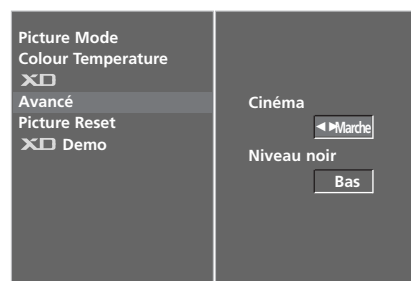 Picture Mode
Colour Temperature
XD
Avancé
Picture Reset
XD Demo
Cinéma
◄ ►Marche
Niveau noir
Bas